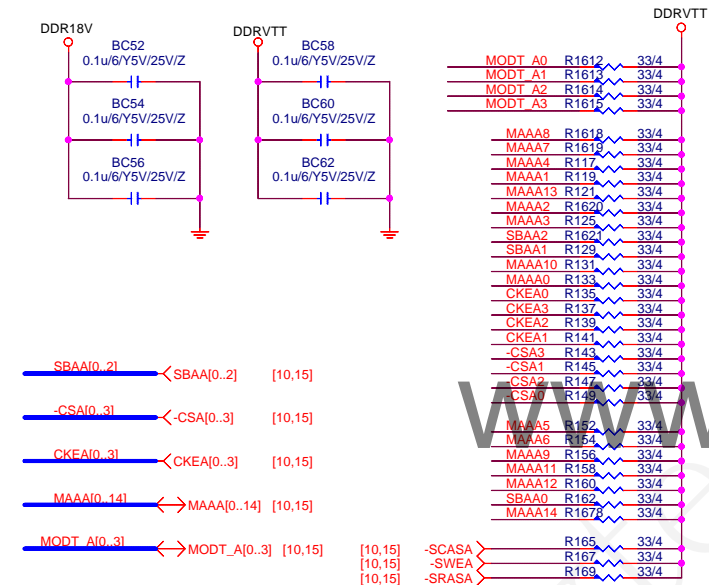 DDR18V
BC52
0.1u/6/Y5V/25V/Z
BC54
0.1u/6/Y5V/25V/Z
BC56
0.1u/6/Y5V/25V/Z
DDRVTT
BC58
0.1u/6/Y5V/25V/Z
BC60
0.1u/6/Y5V/25V/Z
BC62
0.1u/6/Y5V/25V/Z
DDRVTT
MODT_A0 R1612 33/4
MODT_A1 R1613 33/4
MODT_A2 R1614 33/4
MODT_A3 R1615 33/4
MAAA8 R1618 33/4
MAAA7 R1619 33/4
MAAA4 R117 33/4
MAAA1 R119 33/4
MAAA13 R121 33/4
MAAA2 R1620 33/4
MAAA3 R125 33/4
SBAA2 R1621 33/4
SBAA1 R129 33/4
MAAA10 R131 33/4
MAAA0 R133 33/4
CKEA0 R135 33/4
CKEA3 R137 33/4
CKEA2 R139 33/4
CKEA1 R141 33/4
-CSA3 R143 33/4
-CSA1 R145 33/4
-CSA2 R147 33/4
-CSA0 R149 33/4
MAAA5 R152 33/4
MAAA6 R154 33/4
MAAA9 R156 33/4
MAAA11 R158 33/4
MAAA12 R160 33/4
SBAA0 R162 33/4
MAAA14 R1678 33/4
[10,15] -SCASA R165 33/4
[10,15] -SWEA R167 33/4
[10,15] -SRASA R169 33/4
SBAA[0..2] SBAA[0..2] [10,15]
-CSA[0..3] -CSA[0..3] [10,15]
CKEA[0..3] CKEA[0..3] [10,15]
MAAA[0..14] MAAA[0..14] [10,15]
MODT_A[0..3] MODT_A[0..3] [10,15]
www